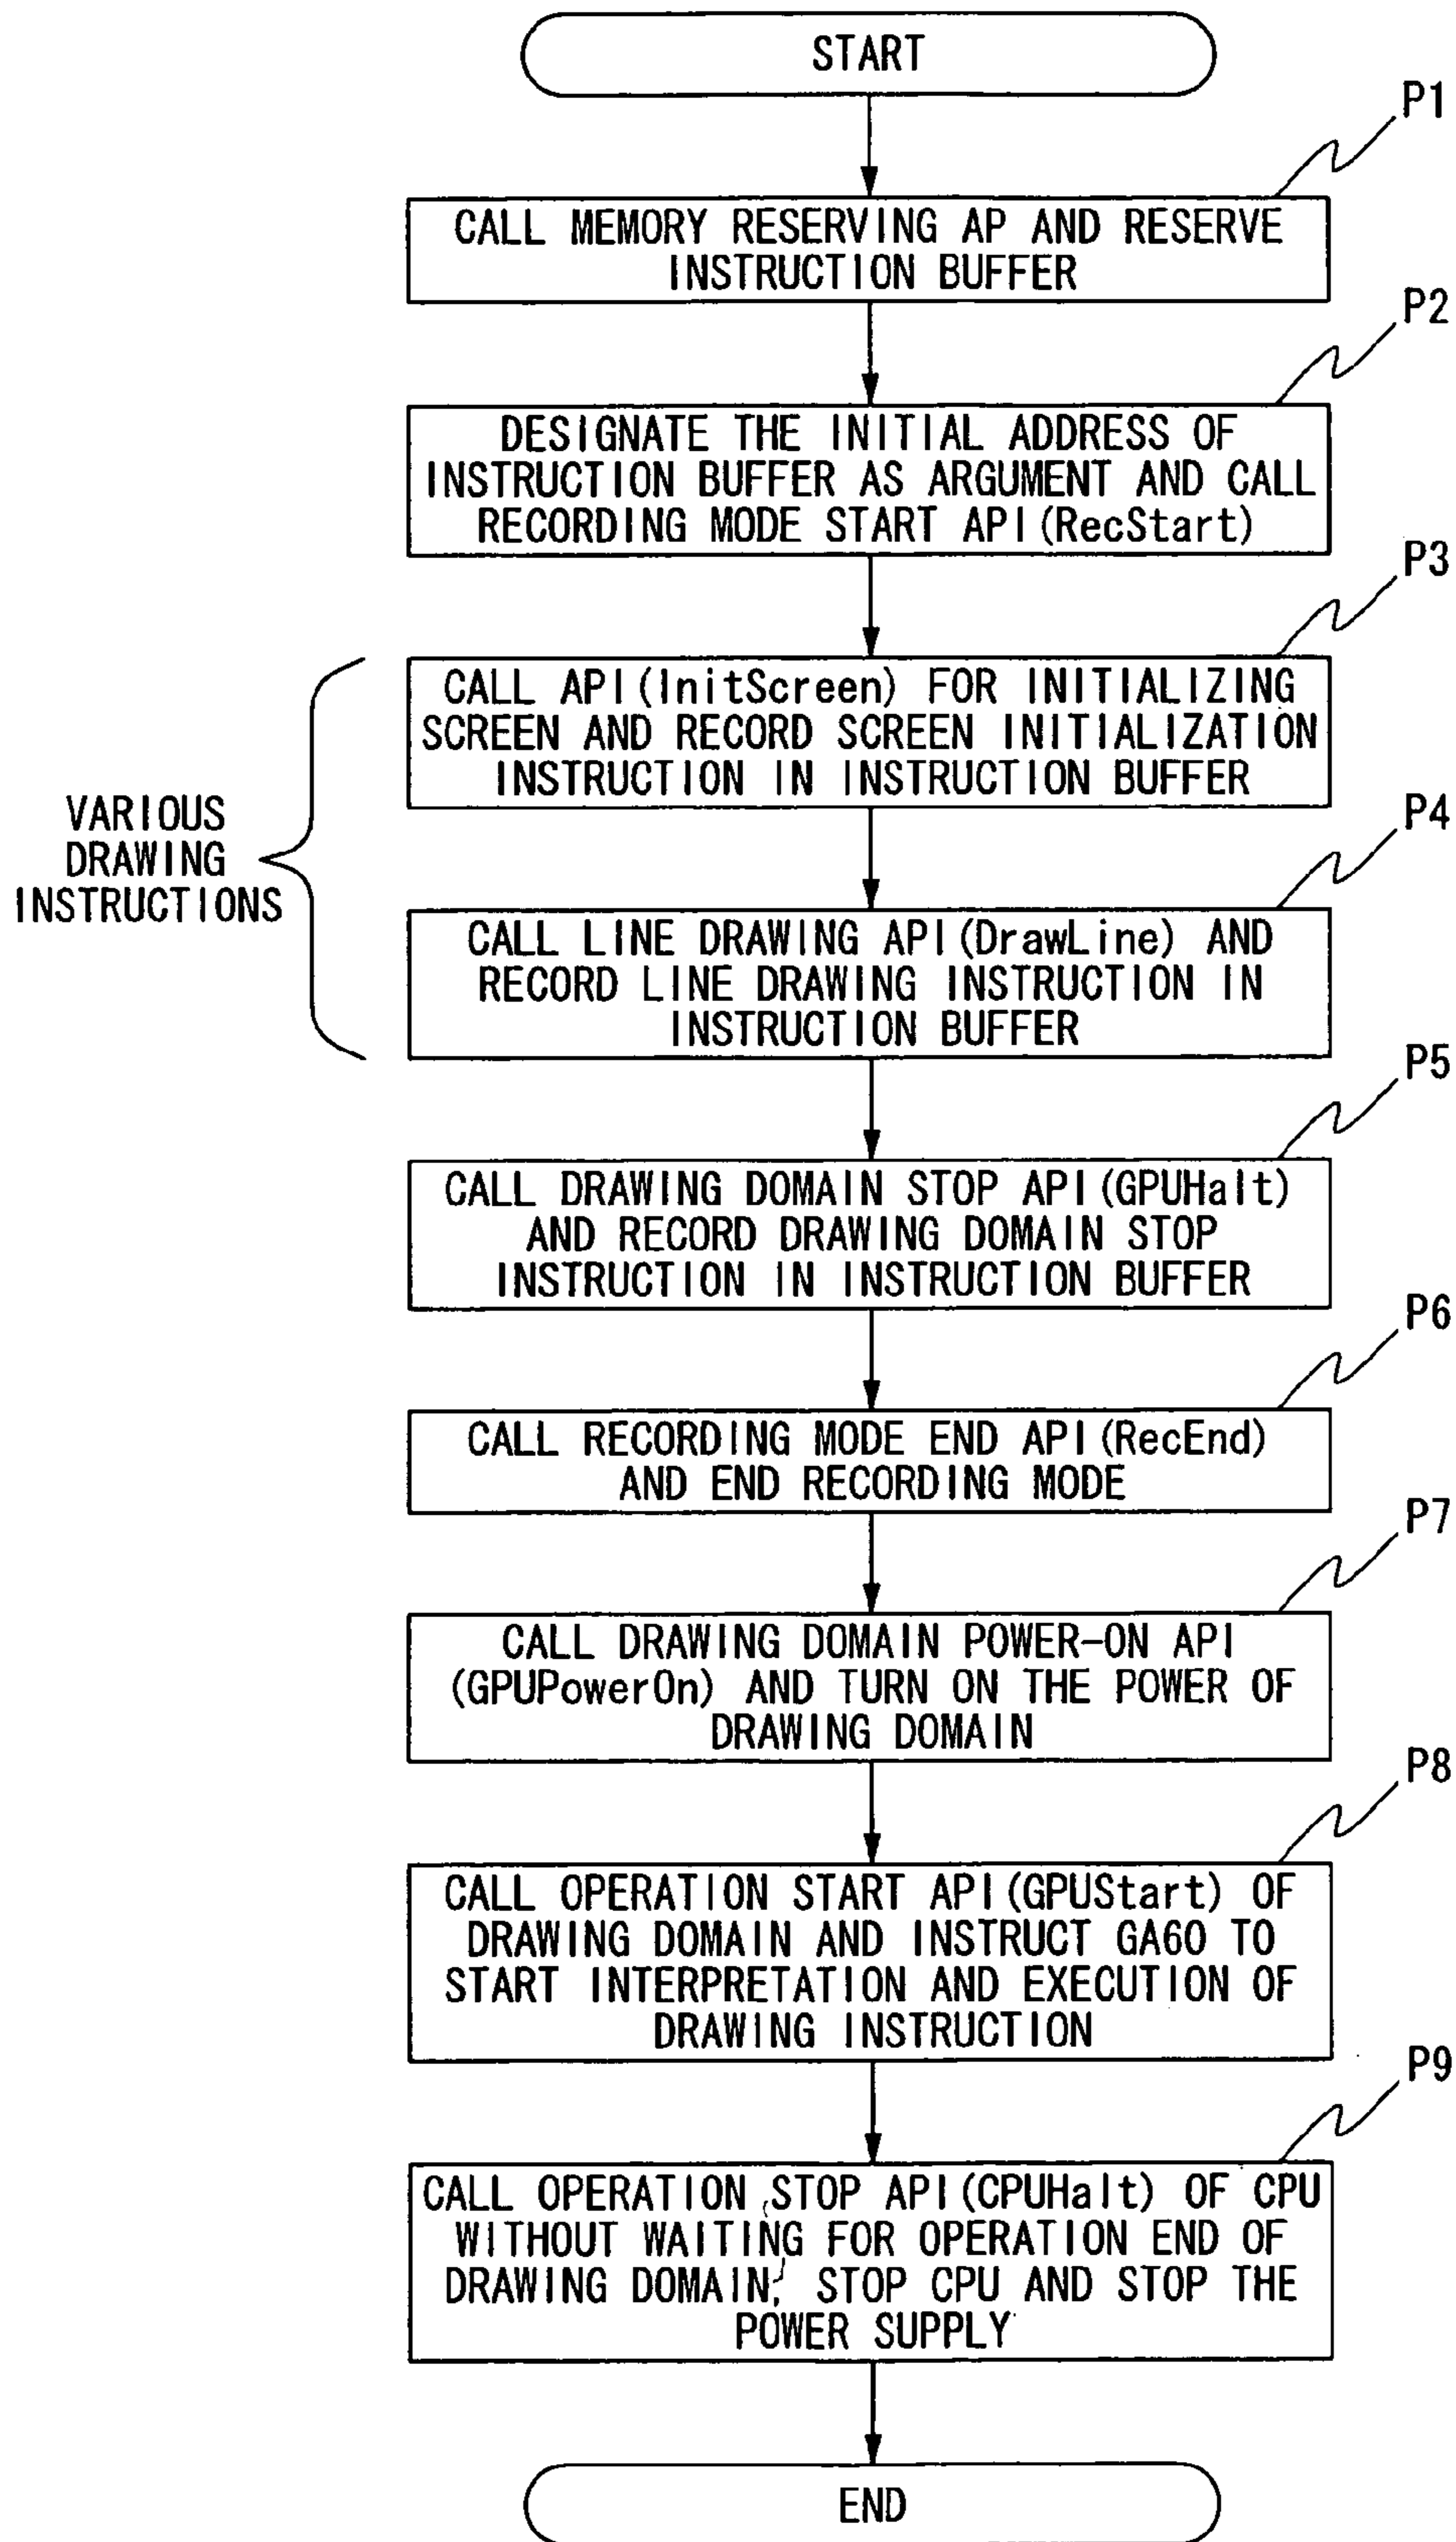 START
P1
CALL MEMORY RESERVING AP AND RESERVE
INSTRUCTION BUFFER
P2
DESIGNATE THE INITIAL ADDRESS OF
INSTRUCTION BUFFER AS ARGUMENT AND CALL
RECORDING MODE START API(RecStart)
P3
CALL API(InitScreen) FOR INITIALIZING
SCREEN AND RECORD SCREEN INITIALIZATION
INSTRUCTION IN INSTRUCTION BUFFER
VARIOUS
DRAWING
INSTRUCTIONS
P4
CALL LINE DRAWING API(DrawLine) AND
RECORD LINE DRAWING INSTRUCTION IN
INSTRUCTION BUFFER
P5
CALL DRAWING DOMAIN STOP API(GPUHalt)
AND RECORD DRAWING DOMAIN STOP
INSTRUCTION IN INSTRUCTION BUFFER
P6
CALL RECORDING MODE END API(RecEnd)
AND END RECORDING MODE
P7
CALL DRAWING DOMAIN POWER-ON API
(GPUPowerOn) AND TURN ON THE POWER OF
DRAWING DOMAIN
P8
CALL OPERATION START API(GPUStart) OF
DRAWING DOMAIN AND INSTRUCT GA60 TO
START INTERPRETATION AND EXECUTION OF
DRAWING INSTRUCTION
P9
CALL OPERATION STOP API(CPUHalt) OF CPU
WITHOUT WAITING FOR OPERATION END OF
DRAWING DOMAIN, STOP CPU AND STOP THE
POWER SUPPLY
END